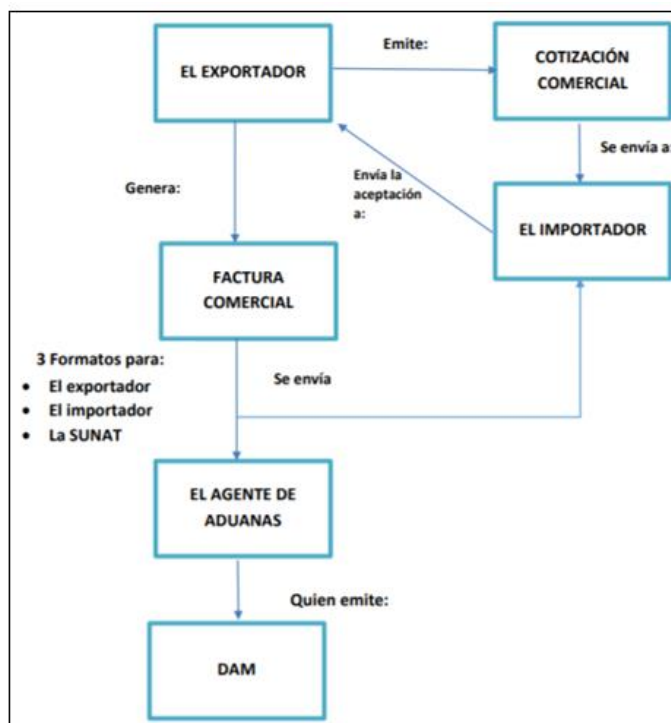 EL EXPORTADOR
Emite:
COTIZACIÓN
COMERCIAL
Se envía a:
Envía la
aceptación
a:
EL IMPORTADOR
Genera:
FACTURA
COMERCIAL
3 Formatos para:
• El exportador
• El importador
• La SUNAT
Se envía
EL AGENTE DE
ADUANAS
Quien emite:
DAM